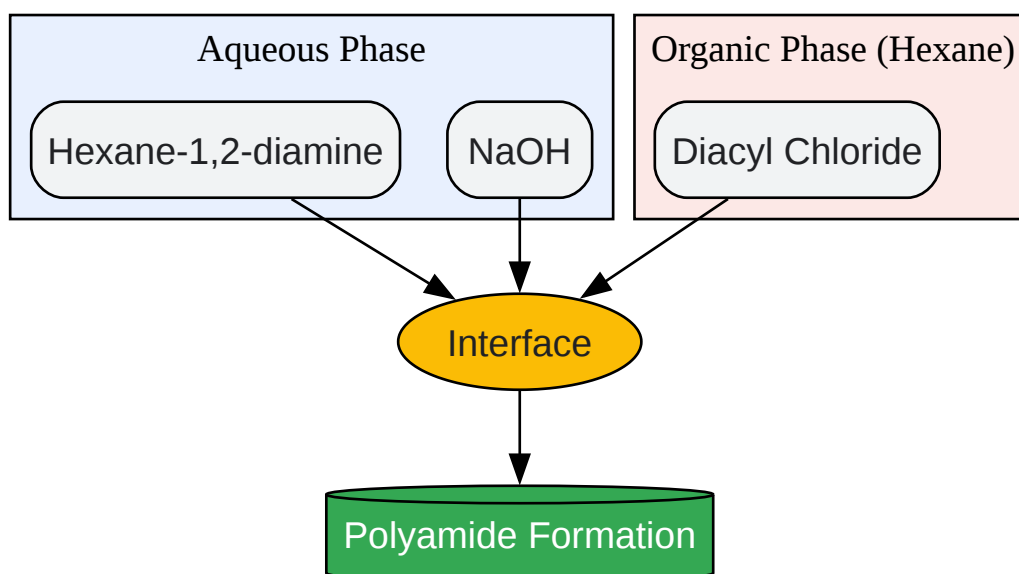 Aqueous Phase
Organic Phase (Hexane)
Hexane-1,2-diamine
NaOH
Diacyl Chloride
Interface
Polyamide Formation